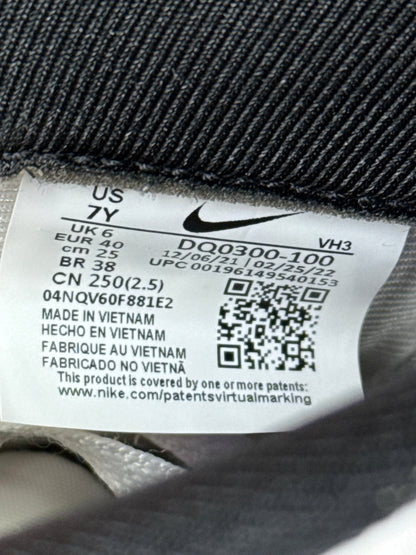 US
7Y
UK 6
EUR 40
cm 25
BR 38
CN 250(2.5)
04NQV60F881E2
VH3
DQ0300-100
12/06/21 / 02/25/22
UPC 00196149540153
MADE IN VIETNAM
HECHO EN VIETNAM
FABRIQUE AU VIETNAM
FABRICADO NO VIETNÃ
This product is covered by one or more patents:
www.nike.com/patentsvirtualmarking